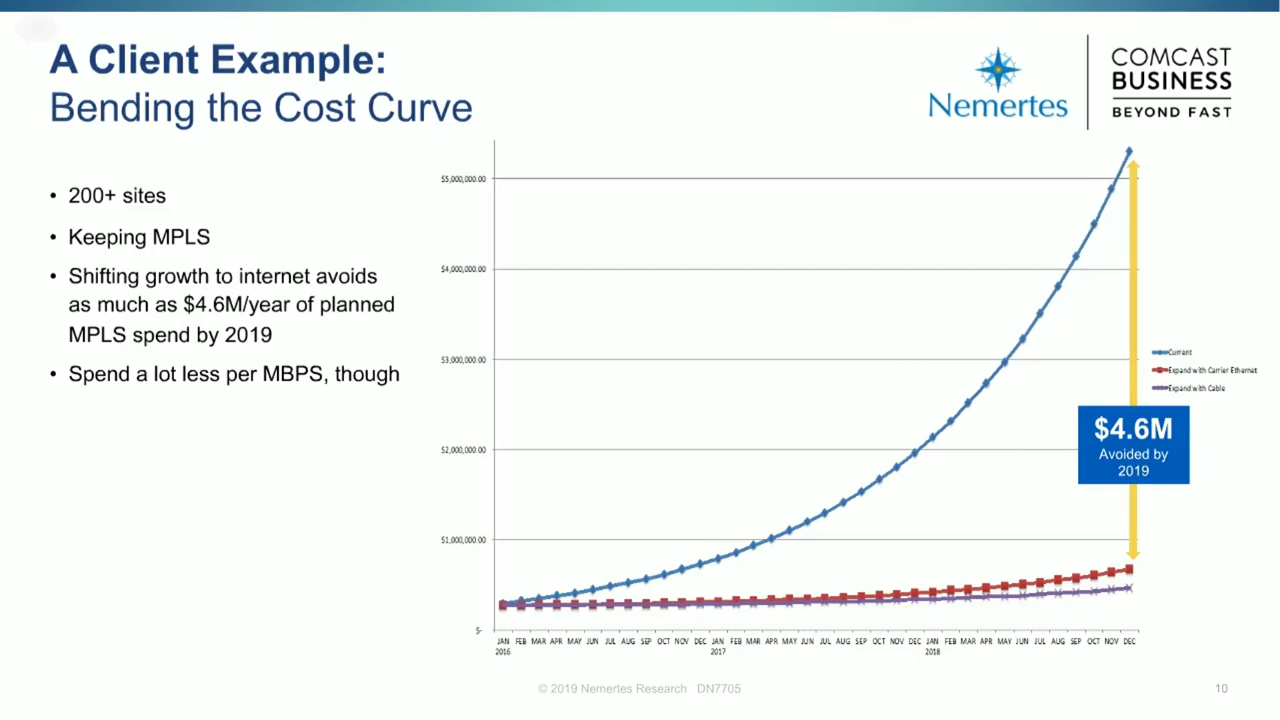 A Client Example:
Bending the Cost Curve
Nemertes
COMCAST
BUSINESS
BEYOND FAST
• 200+ sites
• Keeping MPLS
• Shifting growth to internet avoids
as much as $4.6M/year of planned
MPLS spend by 2019
• Spend a lot less per MBPS, though
$5,000,000.00
$4,000,000.00
$3,000,000.00
$2,000,000.00
$1,000,000.00
$-
JAN FEB MAR APR MAY JUN JUL AUG SEP OCT NOV DEC JAN FEB MAR APR MAY JUN JUL AUG SEP OCT NOV DEC JAN FEB MAR APR MAY JUN JUL AUG SEP OCT NOV DEC
2016 2017 2018
Current
Expand with Carrier Ethernet
Expand with Cable
$4.6M
Avoided by
2019
© 2019 Nemertes Research DN7705
10